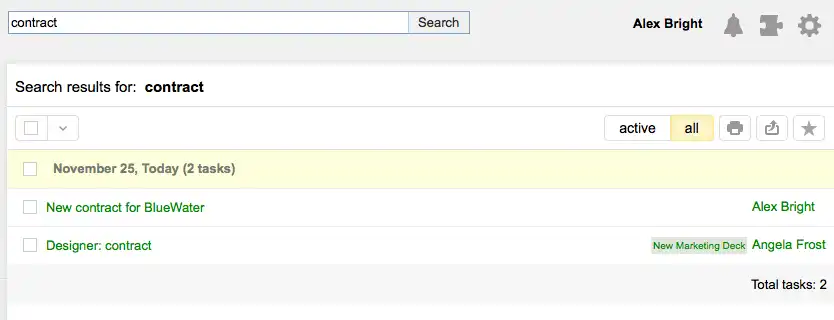 contract Search Alex Bright
Search results for: contract
active all
November 25, Today (2 tasks)
New contract for BlueWater Alex Bright
Designer: contract New Marketing Deck Angela Frost
Total tasks: 2